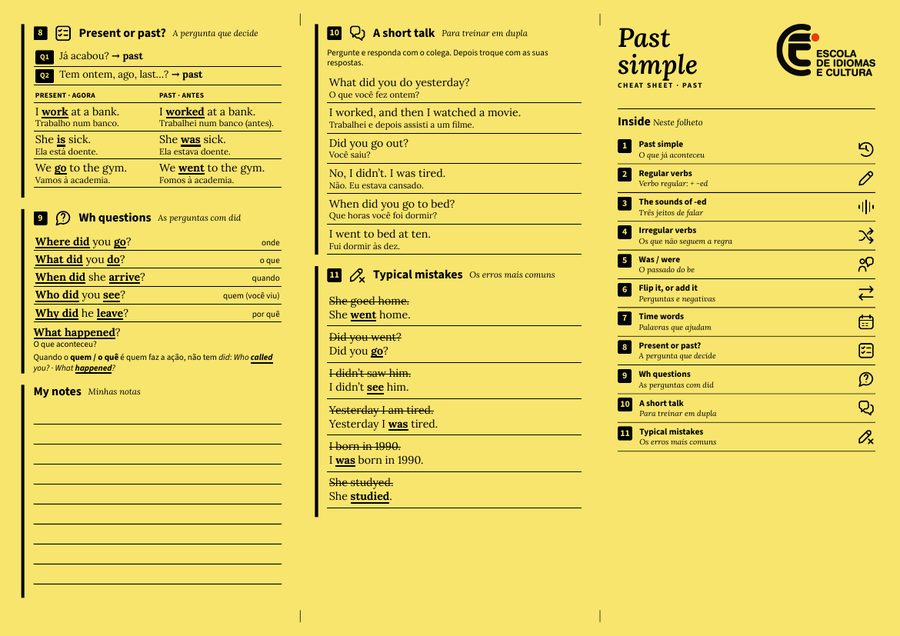 8 Present or past? A pergunta que decide
Q1 Já acabou? → past
Q2 Tem ontem, ago, last...? → past
PRESENT · AGORA PAST · ANTES
I work at a bank. I worked at a bank.
Trabalho num banco. Trabalhei num banco (antes).
She is sick. She was sick.
Ela está doente. Ela estava doente.
We go to the gym. We went to the gym.
Vamos à academia. Fomos à academia.
9 Wh questions As perguntas com did
Where did you go? onde
What did you do? o que
When did she arrive? quando
Who did you see? quem (você viu)
Why did he leave? por quê
What happened?
O que aconteceu?
Quando o quem / o quê é quem faz a ação, não tem did: Who called
you? · What happened?
My notes Minhas notas
10 A short talk Para treinar em dupla
Pergunte e responda com o colega. Depois troque com as suas
respostas.
What did you do yesterday?
O que você fez ontem?
I worked, and then I watched a movie.
Trabalhei e depois assisti a um filme.
Did you go out?
Você saiu?
No, I didn't. I was tired.
Não. Eu estava cansado.
When did you go to bed?
Que horas você foi dormir?
I went to bed at ten.
Fui dormir às dez.
11 Typical mistakes Os erros mais comuns
She goed home.
She went home.
Did you went?
Did you go?
I didn't saw him.
I didn't see him.
Yesterday I am tired.
Yesterday I was tired.
I born in 1990.
I was born in 1990.
She studyed.
She studied.
Past
simple
CHEAT SHEET · PAST
ESCOLA
DE IDIOMAS
E CULTURA
Inside Neste folheto
1 Past simple
O que já aconteceu
2 Regular verbs
Verbo regular: + -ed
3 The sounds of -ed
Três jeitos de falar
4 Irregular verbs
Os que não seguem a regra
5 Was / were
O passado do be
6 Flip it, or add it
Perguntas e negativas
7 Time words
Palavras que ajudam
8 Present or past?
A pergunta que decide
9 Wh questions
As perguntas com did
10 A short talk
Para treinar em dupla
11 Typical mistakes
Os erros mais comuns